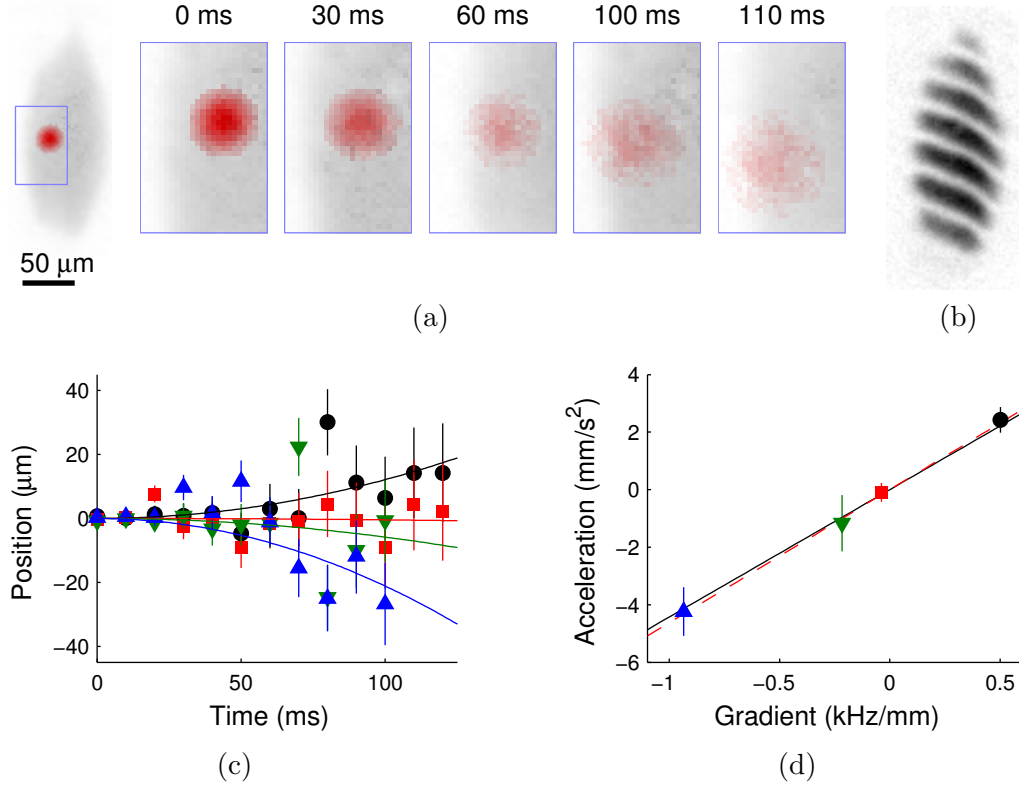 0 ms 30 ms 60 ms 100 ms 110 ms
50 μm
(a)
(b)
40
20
0
−20
−40
0 50 100
Position (μm)
Time (ms)
(c)
4
2
0
−2
−4
−6
−1 −0.5 0 0.5
Acceleration (mm/s²)
Gradient (kHz/mm)
(d)